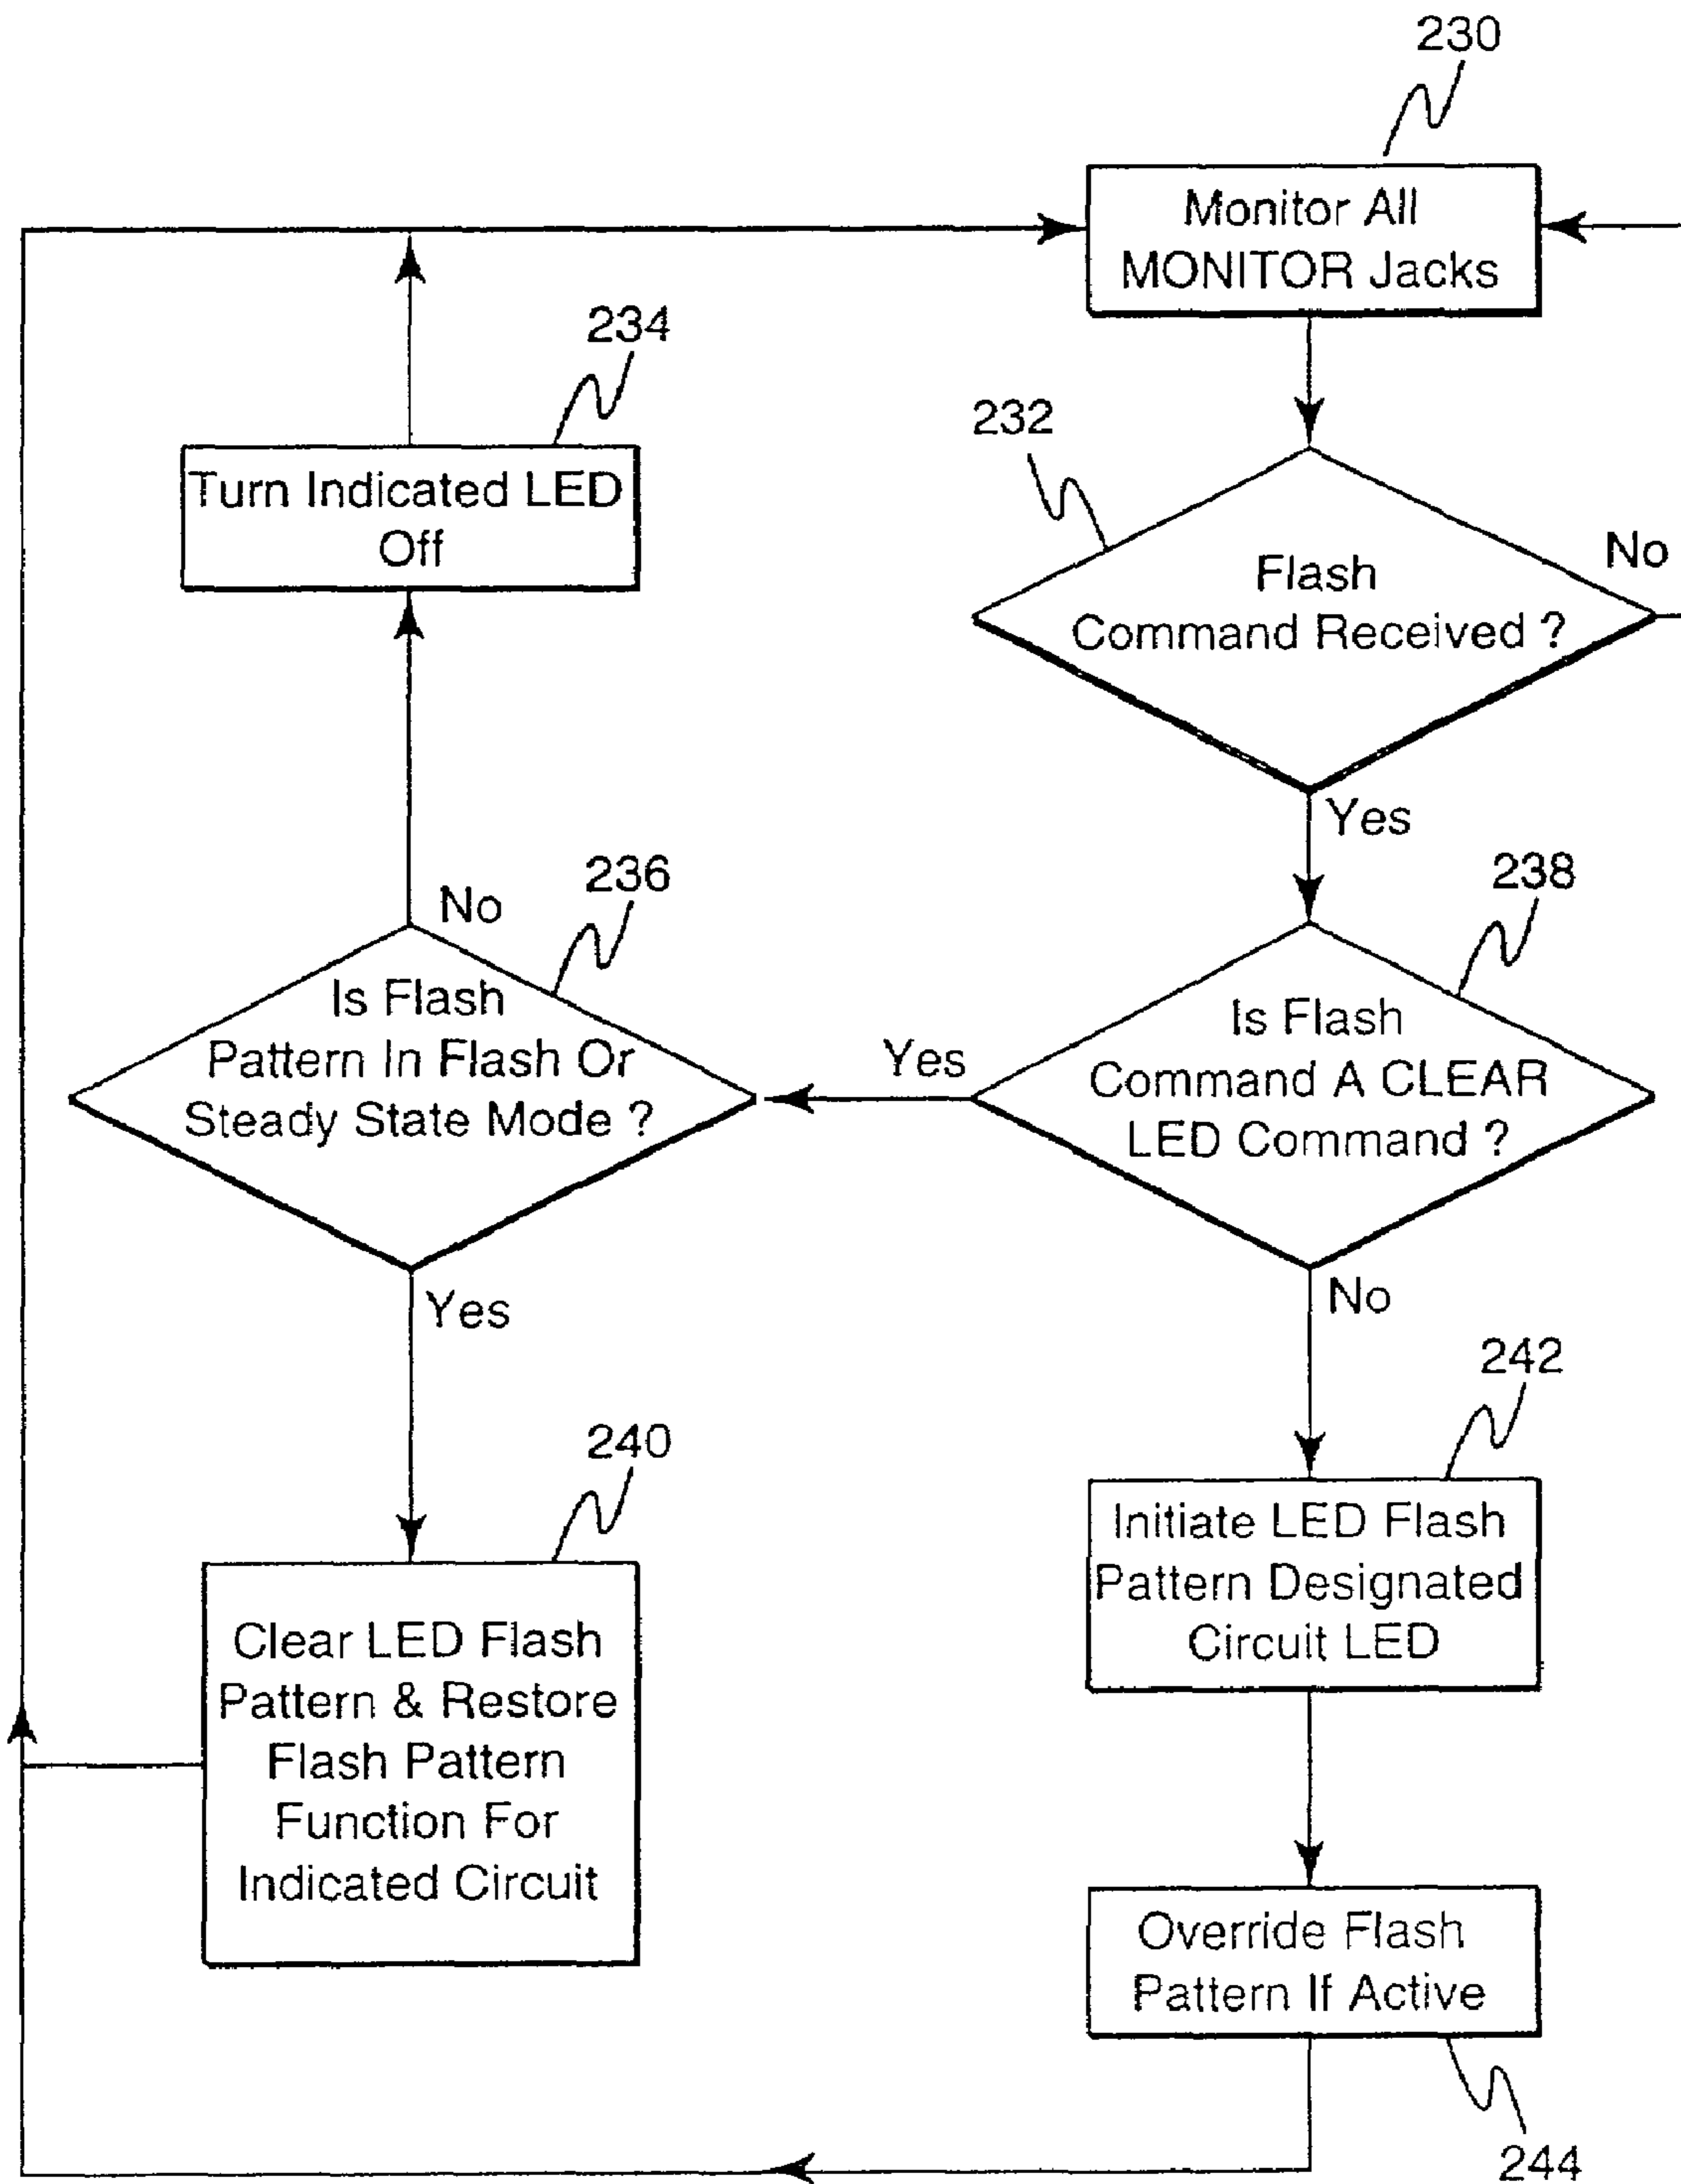 230
Monitor All
MONITOR Jacks
234
Turn Indicated LED
Off
232
Flash
Command Received ?
No
Yes
236
No
Is Flash
Pattern In Flash Or
Steady State Mode ?
Yes
238
Is Flash
Command A CLEAR
LED Command ?
Yes
No
240
Clear LED Flash
Pattern & Restore
Flash Pattern
Function For
Indicated Circuit
242
Initiate LED Flash
Pattern Designated
Circuit LED
Override Flash
Pattern If Active
244